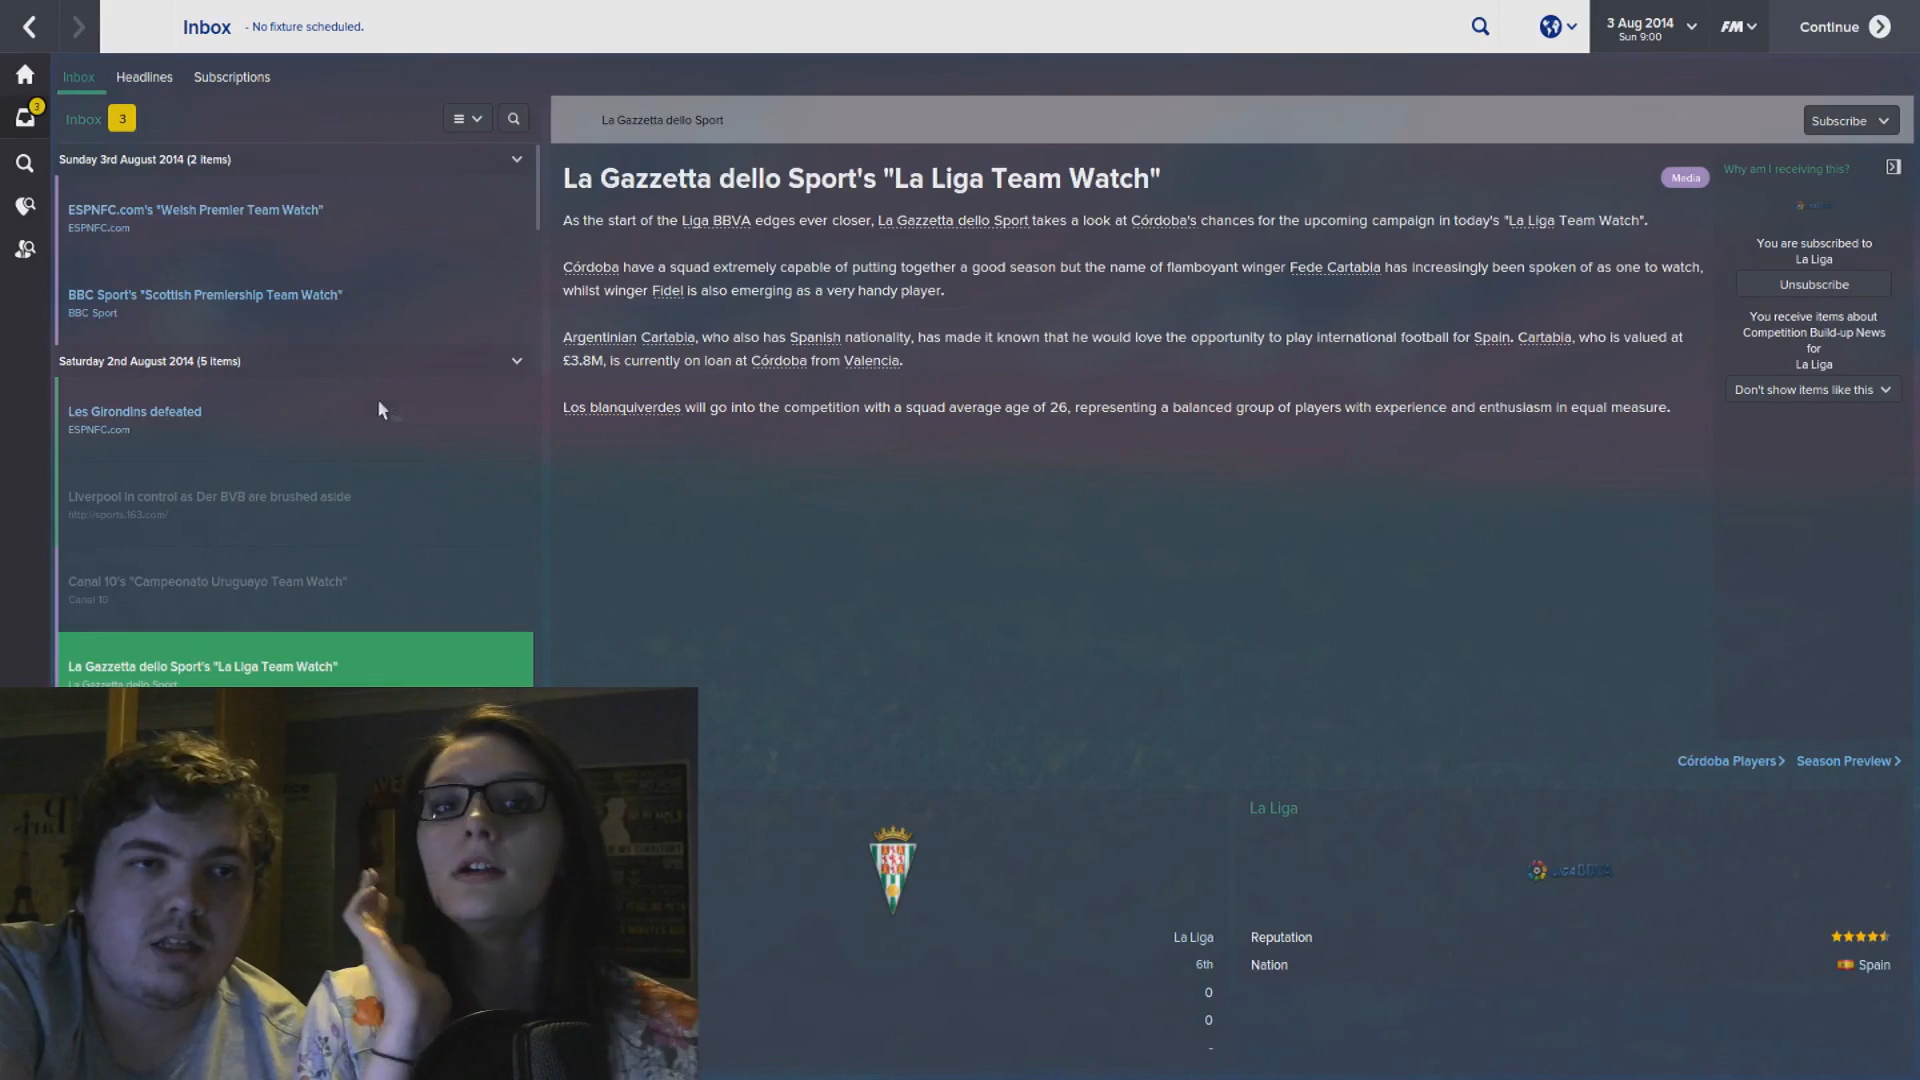 Inbox - No fixture scheduled.
3 Aug 2014
Sun 9:00
FM
Continue
Inbox Headlines Subscriptions
3
Inbox 3
La Gazzetta dello Sport
Subscribe
Sunday 3rd August 2014 (2 items)
ESPNFC.com's "Welsh Premier Team Watch"
ESPNFC.com
BBC Sport's "Scottish Premiership Team Watch"
BBC Sport
Saturday 2nd August 2014 (5 items)
Les Girondins defeated
ESPNFC.com
Liverpool in control as Der BVB are brushed aside
http://sports.163.com/
Canal 10's "Campeonato Uruguayo Team Watch"
Canal 10
La Gazzetta dello Sport's "La Liga Team Watch"
La Gazzetta dello Sport
La Gazzetta dello Sport's "La Liga Team Watch"
Media
As the start of the Liga BBVA edges ever closer, La Gazzetta dello Sport takes a look at Córdoba's chances for the upcoming campaign in today's "La Liga Team Watch".
Córdoba have a squad extremely capable of putting together a good season but the name of flamboyant winger Fede Cartabia has increasingly been spoken of as one to watch,
whilst winger Fidel is also emerging as a very handy player.
Argentinian Cartabia, who also has Spanish nationality, has made it known that he would love the opportunity to play international football for Spain. Cartabia, who is valued at
£3.8M, is currently on loan at Córdoba from Valencia.
Los blanquiverdes will go into the competition with a squad average age of 26, representing a balanced group of players with experience and enthusiasm in equal measure.
Why am I receiving this?
You are subscribed to
La Liga
Unsubscribe
You receive items about
Competition Build-up News
for
La Liga
Don't show items like this
Córdoba Players Season Preview
La Liga
LIGA BBVA
La Liga
6th
0
0
-
Reputation
Nation Spain